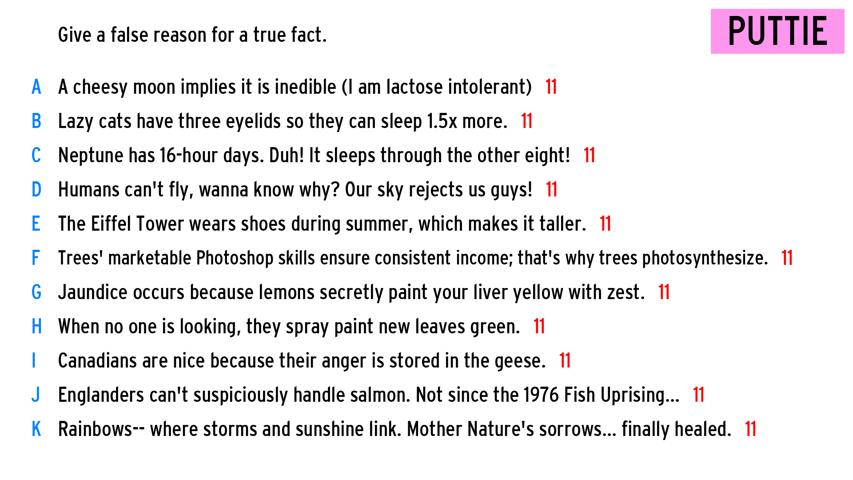 Give a false reason for a true fact.
PUTTIE
A A cheesy moon implies it is inedible (I am lactose intolerant) 11
B Lazy cats have three eyelids so they can sleep 1.5x more. 11
C Neptune has 16-hour days. Duh! It sleeps through the other eight! 11
D Humans can't fly, wanna know why? Our sky rejects us guys! 11
E The Eiffel Tower wears shoes during summer, which makes it taller. 11
F Trees' marketable Photoshop skills ensure consistent income; that's why trees photosynthesize. 11
G Jaundice occurs because lemons secretly paint your liver yellow with zest. 11
H When no one is looking, they spray paint new leaves green. 11
I Canadians are nice because their anger is stored in the geese. 11
J Englanders can't suspiciously handle salmon. Not since the 1976 Fish Uprising... 11
K Rainbows-- where storms and sunshine link. Mother Nature's sorrows... finally healed. 11